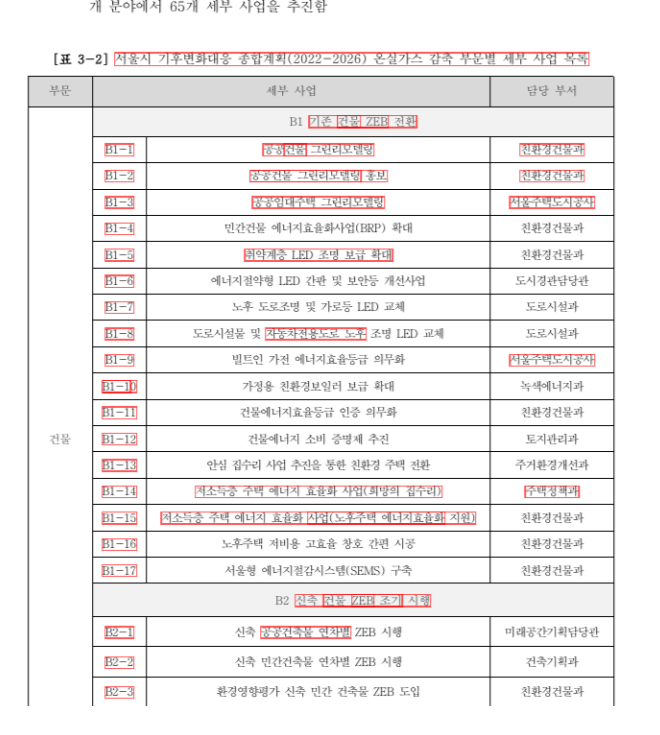 개 분야에서 65개 세부 사업을 추진함
[표 3-2] 서울시 기후변화대응 종합계획(2022-2026) 온실가스 감축 부문별 세부 사업 목록
부문 세부 사업 담당 부서
B1 기존 건물 ZEB 전환
B1-1 공공건물 그린리모델링 친환경건물과
B1-2 공공건물 그린리모델링 홍보 친환경건물과
B1-3 공공임대주택 그린리모델링 서울주택도시공사
B1-4 민간건물 에너지효율화사업(BRP) 확대 친환경건물과
B1-5 취약계층 LED 조명 보급 확대 친환경건물과
B1-6 에너지절약형 LED 간판 및 보안등 개선사업 도시경관담당관
B1-7 노후 도로조명 및 가로등 LED 교체 도로시설과
B1-8 도로시설물 및 자동차전용도로 노후 조명 LED 교체 도로시설과
B1-9 빌트인 가전 에너지효율등급 의무화 서울주택도시공사
B1-10 가정용 친환경보일러 보급 확대 녹색에너지과
B1-11 건물에너지효율등급 인증 의무화 친환경건물과
건물 B1-12 건물에너지 소비 증명제 추진 토지관리과
B1-13 안심 집수리 사업 추진을 통한 친환경 주택 전환 주거환경개선과
B1-14 저소득층 주택 에너지 효율화 사업(희망의 집수리) 주택정책과
B1-15 저소득층 주택 에너지 효율화 사업(노후주택 에너지효율화 지원) 친환경건물과
B1-16 노후주택 저비용 고효율 창호 간편 시공 친환경건물과
B1-17 서울형 에너지절감시스템(SEMS) 구축 친환경건물과
B2 신축 건물 ZEB 조기 시행
B2-1 신축 공공건축물 연차별 ZEB 시행 미래공간기획담당관
B2-2 신축 민간건축물 연차별 ZEB 시행 건축기획과
B2-3 환경영향평가 신축 민간 건축물 ZEB 도입 친환경건물과